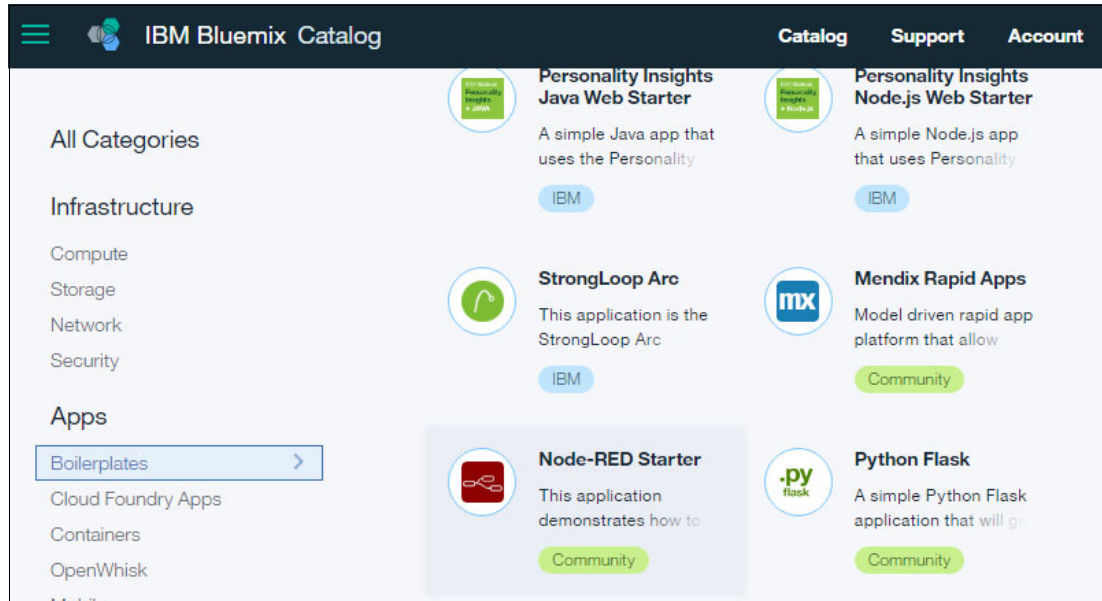 IBM Bluemix Catalog
Catalog Support Account
All Categories
Infrastructure
Compute
Storage
Network
Security
Apps
Boilerplates
Cloud Foundry Apps
Containers
OpenWhisk
Personality Insights
Java Web Starter
A simple Java app that
uses the Personality
IBM
Personality Insights
Node.js Web Starter
A simple Node.js app
that uses Personality
IBM
StrongLoop Arc
This application is the
StrongLoop Arc
IBM
mx
Mendix Rapid Apps
Model driven rapid app
platform that allow
Community
Node-RED Starter
This application
demonstrates how to
Community
.py
flask
Python Flask
A simple Python Flask
application that will
Community